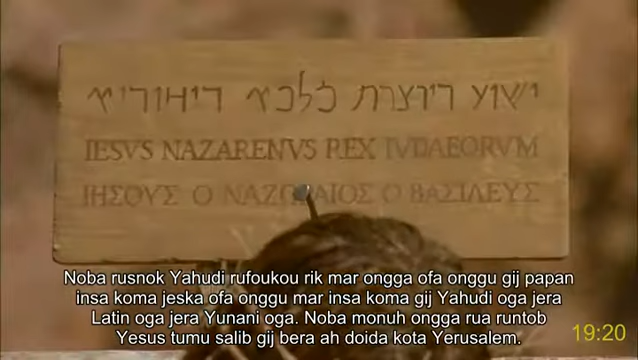 ישוע דיהודיא
IESVS NAZARENVS REX IVDAEORVM
ΙΗΣΟΥΣ Ο Ο ΒΑΣΙΛΕΥΣ
Noba rusnok Yahudi rufoukou rik mar ongga ofa onggu gij papan
insa koma jeska ofa onggu mar insa koma gij Yahudi oga jera
Latin oga jera Yunani oga. Noba monuh ongga rua runtob
Yesus tumu salib gij bera ah doida kota Yerusalem.
19:20